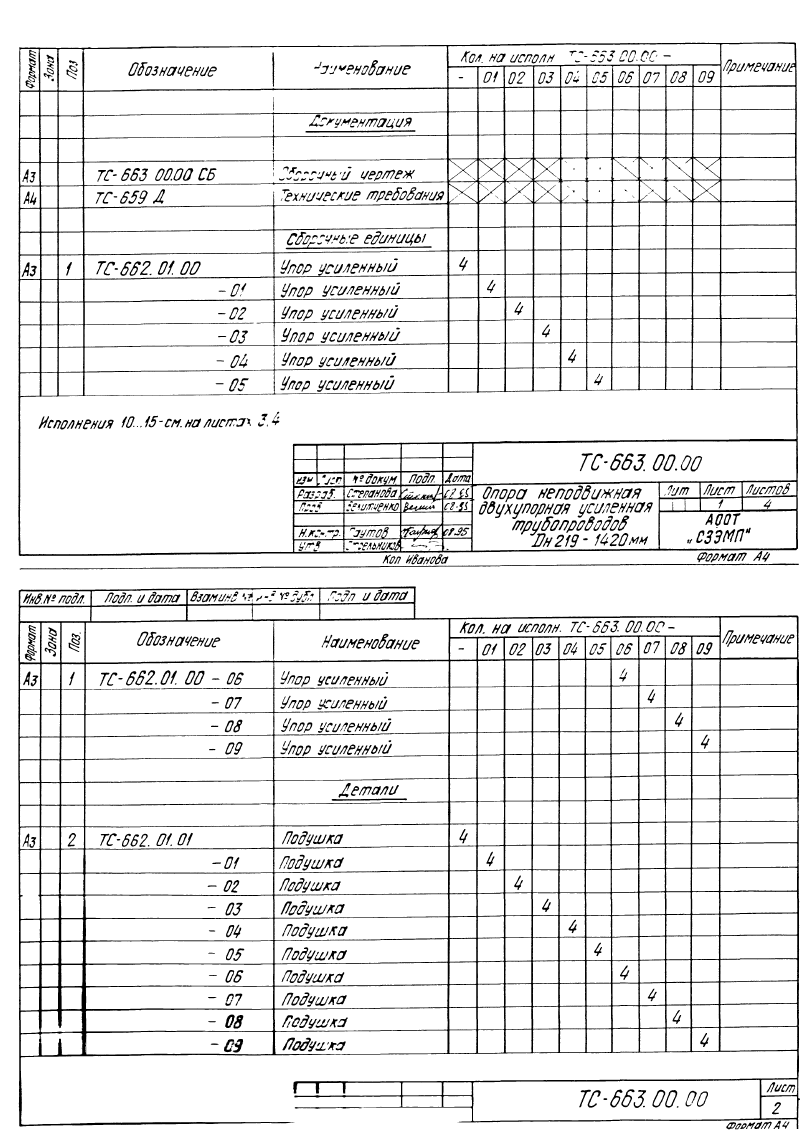 Формат Зона Поз. Обозначение Наименование Кол. на исполн ТС-663.00.00 - Примечание
- 01 02 03 04 05 06 07 08 09
Документация
А3 ТС-663 00.00 СБ Сборочный чертеж
А4 ТС-659 Д Технические требования
Сборочные единицы
А3 1 ТС-662.01.00 Упор усиленный 4
-01 Упор усиленный 4
-02 Упор усиленный 4
-03 Упор усиленный 4
-04 Упор усиленный 4
-05 Упор усиленный 4
Исполнения 10...15-см. на листах 3.4
ТС-663.00.00
изм Лист № докум Подп. Дата
Разраб. Степанова 08.95
Пров 08.95
Н.контр. 08.95
Утв
Опора неподвижная
двухупорная усиленная
трубопроводов
Dн 219 - 1420 мм
Лит Лист Листов
1 4
АООТ
„СЗЭМП"
Коп Иванова Формат А4
Инв.№ подл. Подп. и дата Взам.инв № Инв № дубл. Подп. и дата
Формат Зона Поз. Обозначение Наименование Кол. на исполн. ТС-663.00.00 - Примечание
- 01 02 03 04 05 06 07 08 09
А3 1 ТС-662.01.00 - 06 Упор усиленный 4
- 07 Упор усиленный 4
- 08 Упор усиленный 4
- 09 Упор усиленный 4
Детали
А3 2 ТС-662.01.01 Подушка 4
-01 Подушка 4
- 02 Подушка 4
- 03 Подушка 4
- 04 Подушка 4
- 05 Подушка 4
- 06 Подушка 4
- 07 Подушка 4
- 08 Подушка 4
- 09 Подушка 4
ТС-663.00.00
Лист
2
Формат А4